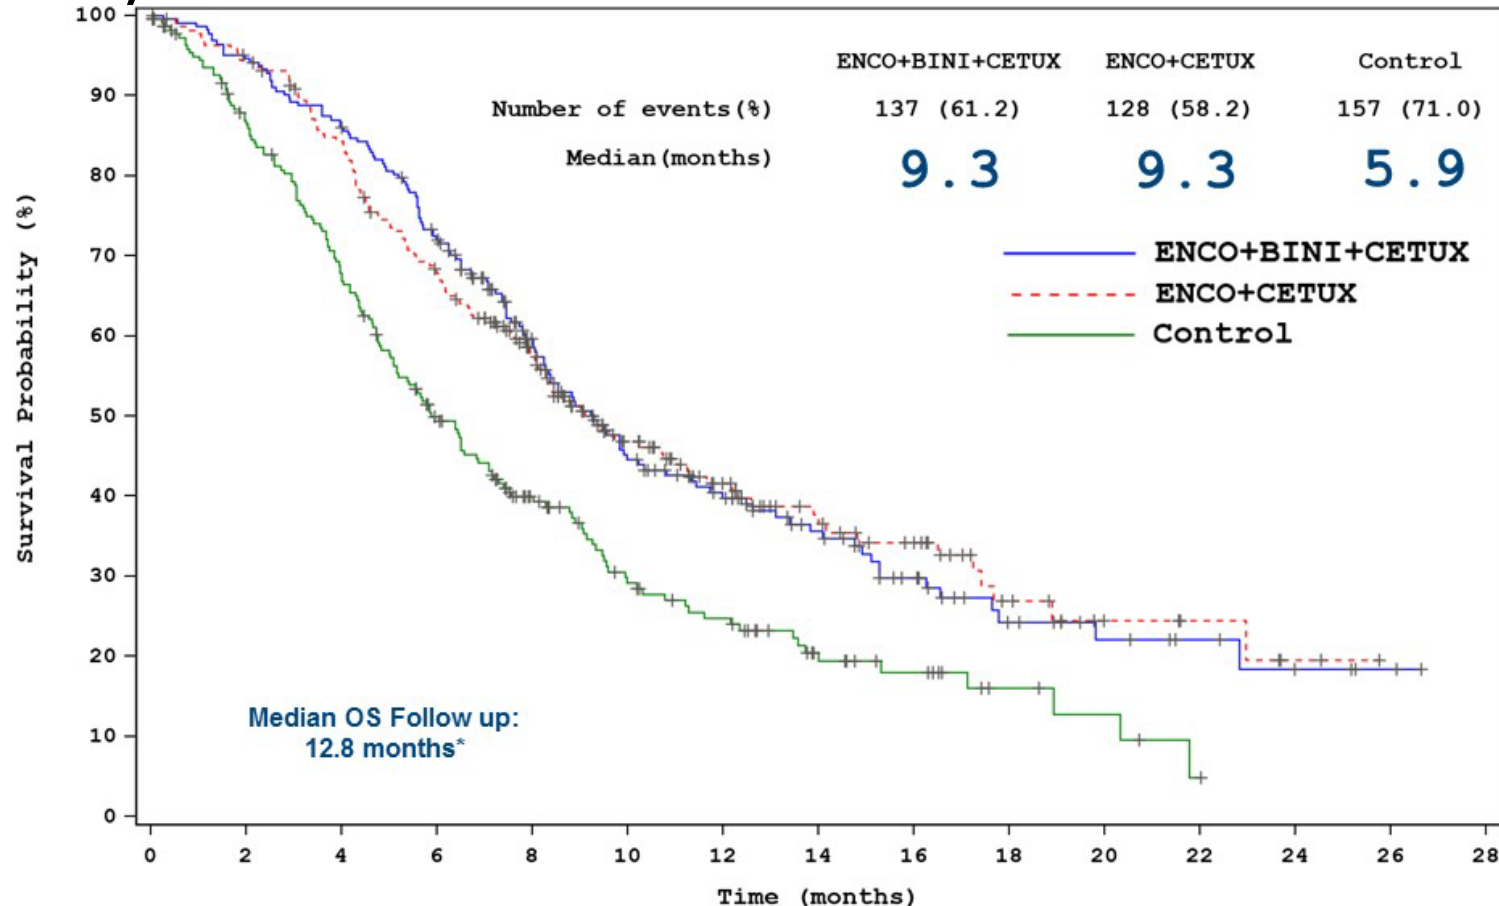 ENCO+BINI+CETUX ENCO+CETUX Control
Number of events(%) 137 (61.2) 128 (58.2) 157 (71.0)
Median(months) 9.3 9.3 5.9
ENCO+BINI+CETUX
ENCO+CETUX
Control
Survival Probability (%)
100
90
80
70
60
50
40
30
20
10
0
Median OS Follow up:
12.8 months*
0 2 4 6 8 10 12 14 16 18 20 22 24 26 28
Time (months)